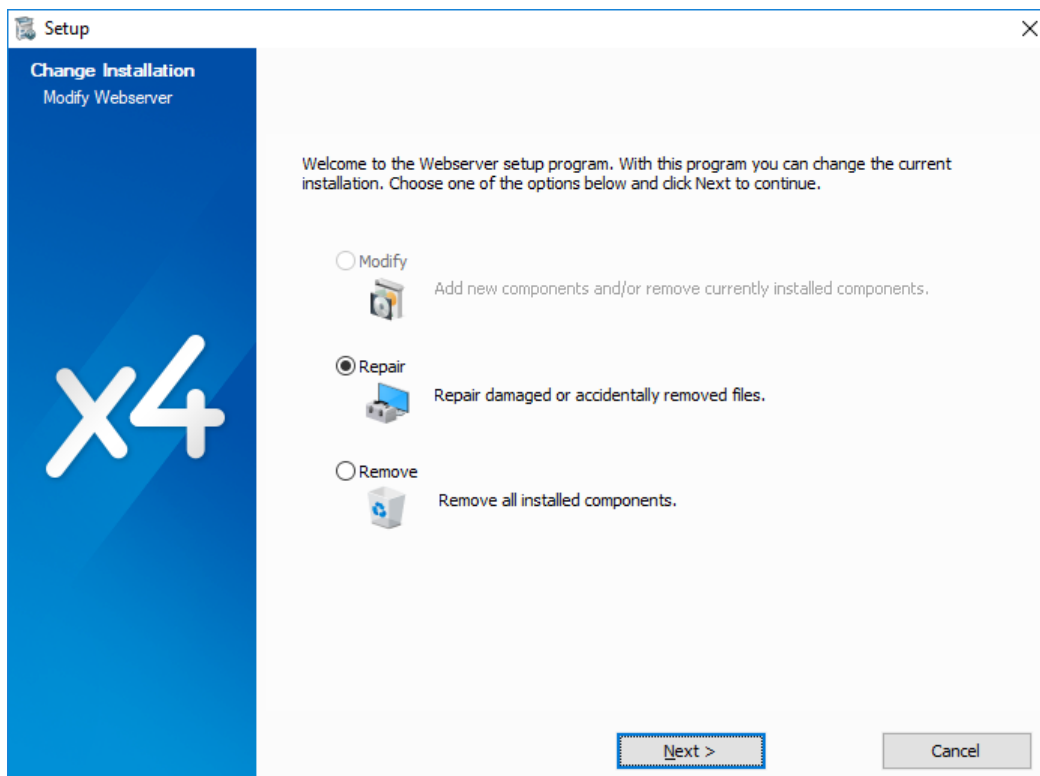 Setup
Change Installation
Modify Webserver
Welcome to the Webserver setup program. With this program you can change the current
installation. Choose one of the options below and click Next to continue.
Modify
Add new components and/or remove currently installed components.
Repair
Repair damaged or accidentally removed files.
x4
Remove
Remove all installed components.
Next >
Cancel